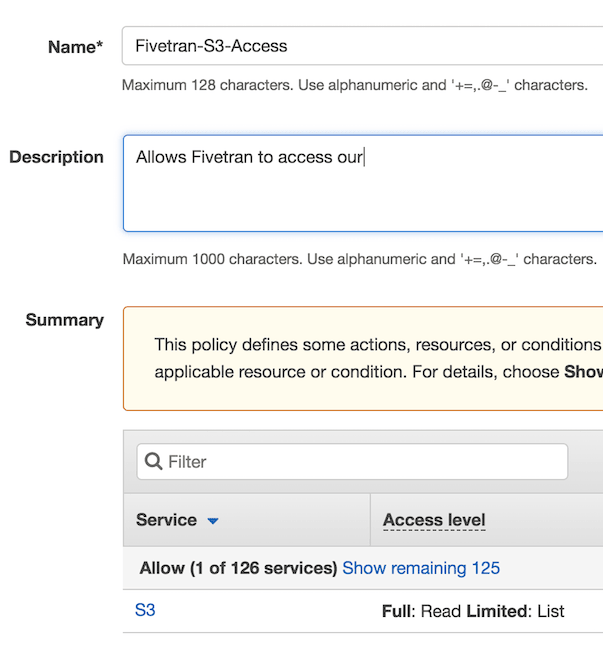 Name* Fivetran-S3-Access
Maximum 128 characters. Use alphanumeric and '+=,.@-_' characters.
Description Allows Fivetran to access our
Maximum 1000 characters. Use alphanumeric and '+=,.@-_' characters.
Summary
This policy defines some actions, resources, or conditions
applicable resource or condition. For details, choose Show
Filter
Service Access level
Allow (1 of 126 services) Show remaining 125
S3 Full: Read Limited: List